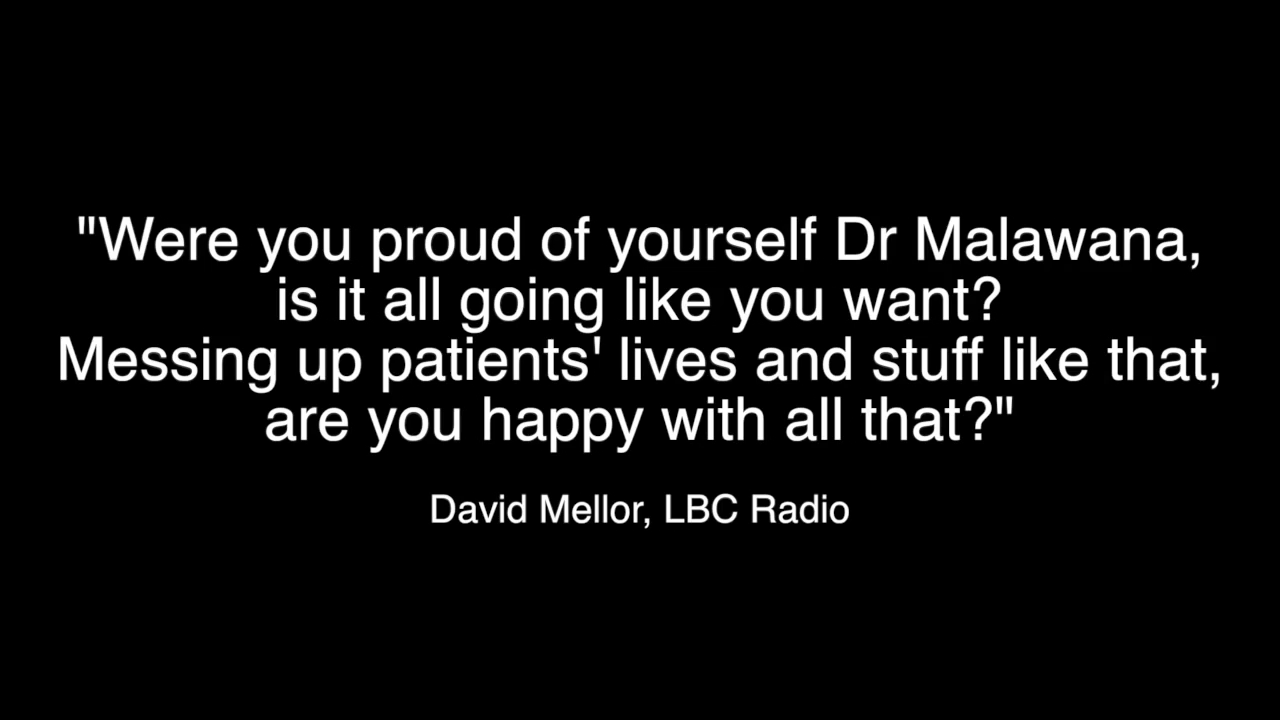 "Were you proud of yourself Dr Malawana,
is it all going like you want?
Messing up patients' lives and stuff like that,
are you happy with all that?"
David Mellor, LBC Radio